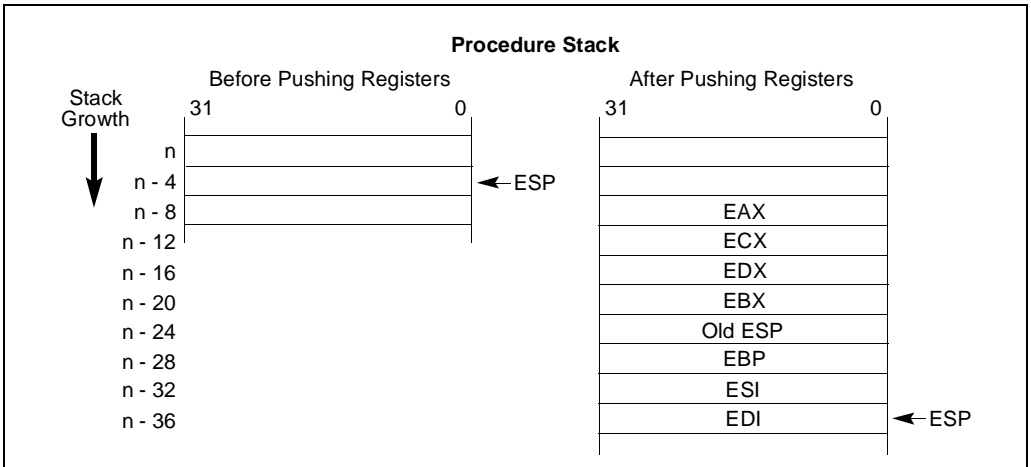 Procedure Stack
Before Pushing Registers After Pushing Registers
Stack
Growth
31 0 31 0
n
n - 4 ESP
n - 8 EAX
n - 12 ECX
n - 16 EDX
n - 20 EBX
n - 24 Old ESP
n - 28 EBP
n - 32 ESI
n - 36 EDI ESP